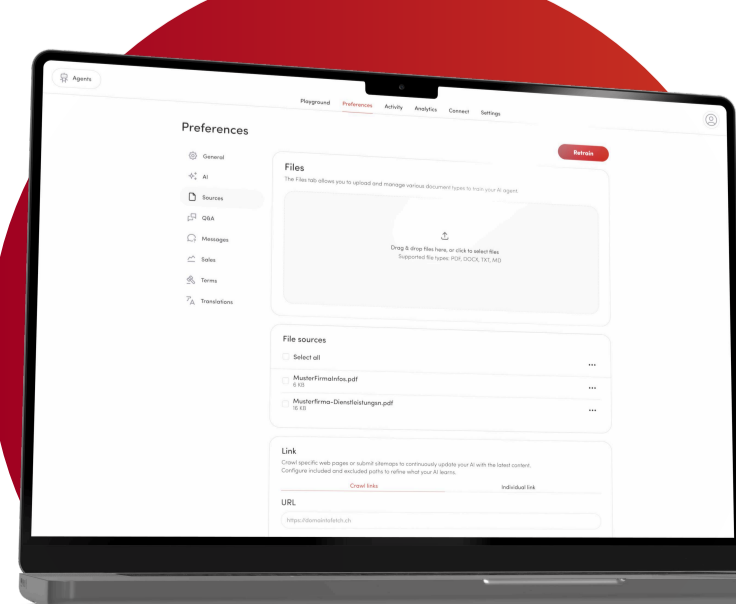 Agents
Playground Preferences Activity Analytics Connect Settings
Preferences
Retrain
General
AI
Sources
Q&A
Messages
Sales
Terms
Translations
Files
The Files tab allows you to upload and manage various document types to train your AI agent.
Drag & drop files here, or click to select files
Supported file types: PDF, DOCX, TXT, MD
File sources
Select all
MusterFirmaInfos.pdf
6 KB
Musterfirma-Dienstleistungsn.pdf
16 KB
Link
Crawl specific web pages or submit sitemaps to continuously update your AI with the latest content.
Configure included and excluded paths to refine what your AI learns.
Crawl links Individual link
URL
https://domainfofetch.ch